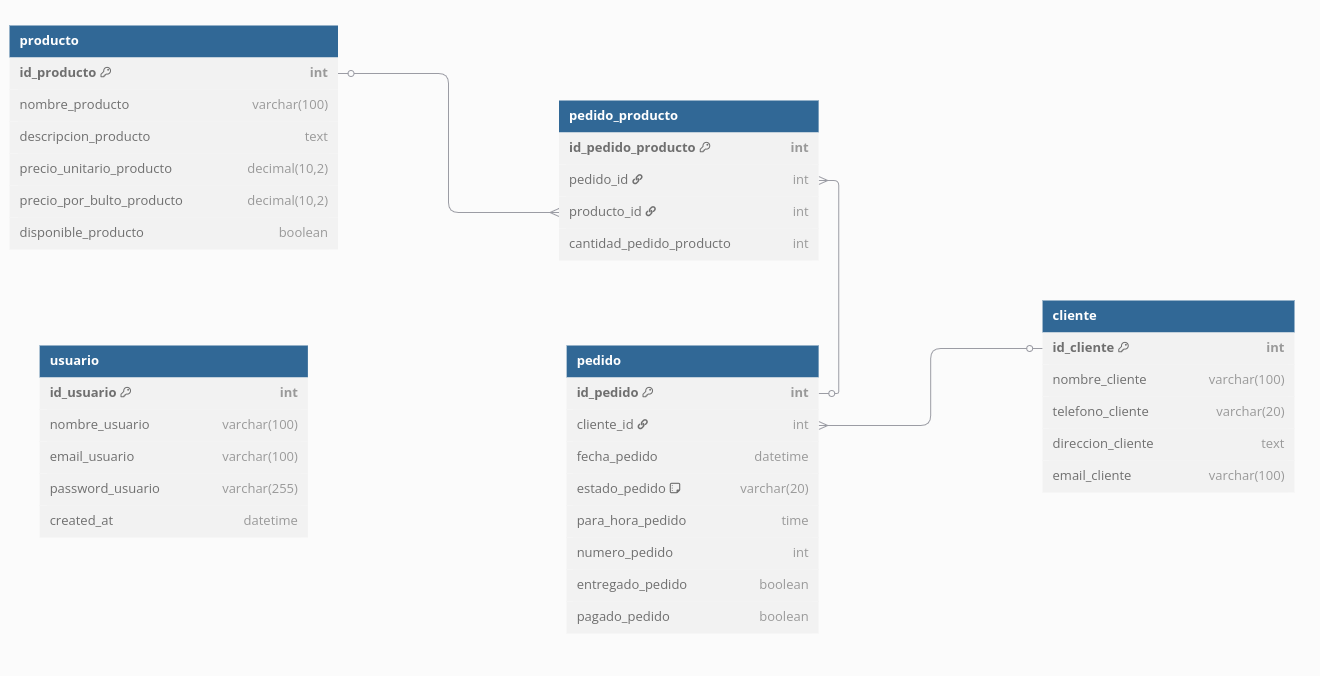 producto
id_producto int
nombre_producto varchar(100)
descripcion_producto text
precio_unitario_producto decimal(10,2)
precio_por_bulto_producto decimal(10,2)
disponible_producto boolean
pedido_producto
id_pedido_producto int
pedido_id int
producto_id int
cantidad_pedido_producto int
usuario
id_usuario int
nombre_usuario varchar(100)
email_usuario varchar(100)
password_usuario varchar(255)
created_at datetime
pedido
id_pedido int
cliente_id int
fecha_pedido datetime
estado_pedido varchar(20)
para_hora_pedido time
numero_pedido int
entregado_pedido boolean
pagado_pedido boolean
cliente
id_cliente int
nombre_cliente varchar(100)
telefono_cliente varchar(20)
direccion_cliente text
email_cliente varchar(100)